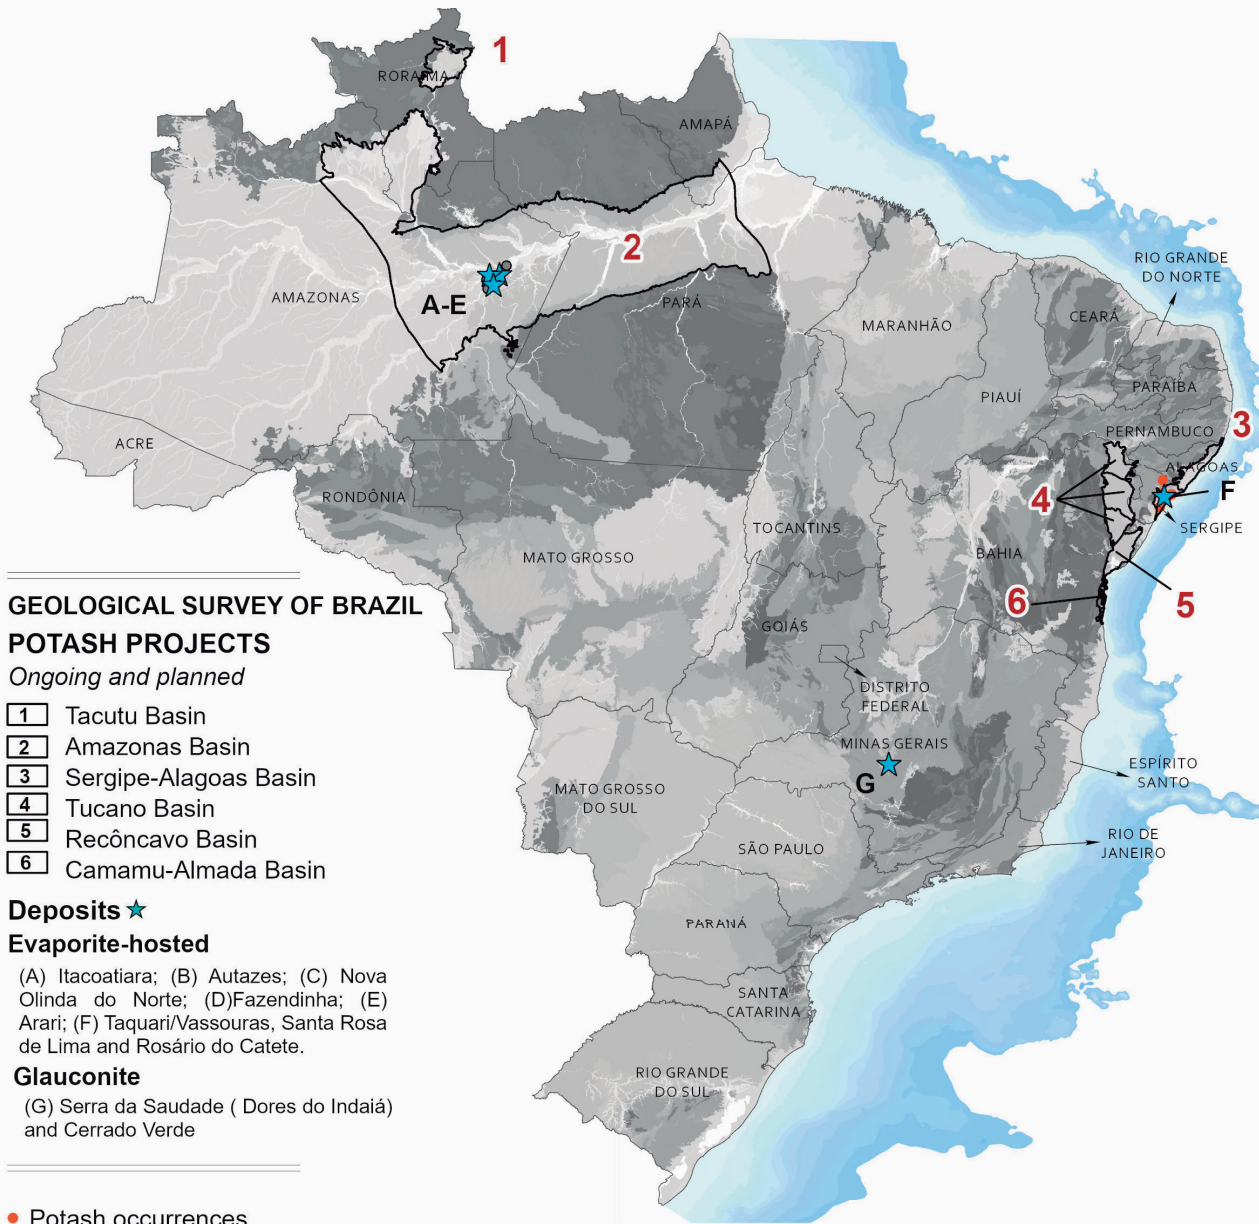 1
RORAIMA
AMAPÁ
2
RIO GRANDE
DO NORTE
AMAZONAS
A-E
PARÁ
MARANHÃO
CEARÁ
PIAUÍ
PARAÍBA
3
PERNAMBUCO
ACRE
ALAGOAS
RONDÔNIA
4
F
SERGIPE
TOCANTINS
MATO GROSSO
BAHIA
6
5
GOIÁS
DISTRITO
FEDERAL
MINAS GERAIS
G
ESPÍRITO
SANTO
MATO GROSSO
DO SUL
RIO DE
JANEIRO
SÃO PAULO
PARANÁ
SANTA
CATARINA
RIO GRANDE
DO SUL
GEOLOGICAL SURVEY OF BRAZIL
POTASH PROJECTS
Ongoing and planned
1 Tacutu Basin
2 Amazonas Basin
3 Sergipe-Alagoas Basin
4 Tucano Basin
5 Recôncavo Basin
6 Camamu-Almada Basin
Deposits
Evaporite-hosted
(A) Itacoatiara; (B) Autazes; (C) Nova
Olinda do Norte; (D)Fazendinha; (E)
Arari; (F) Taquari/Vassouras, Santa Rosa
de Lima and Rosário do Catete.
Glauconite
(G) Serra da Saudade ( Dores do Indaiá)
and Cerrado Verde
Potash occurrences